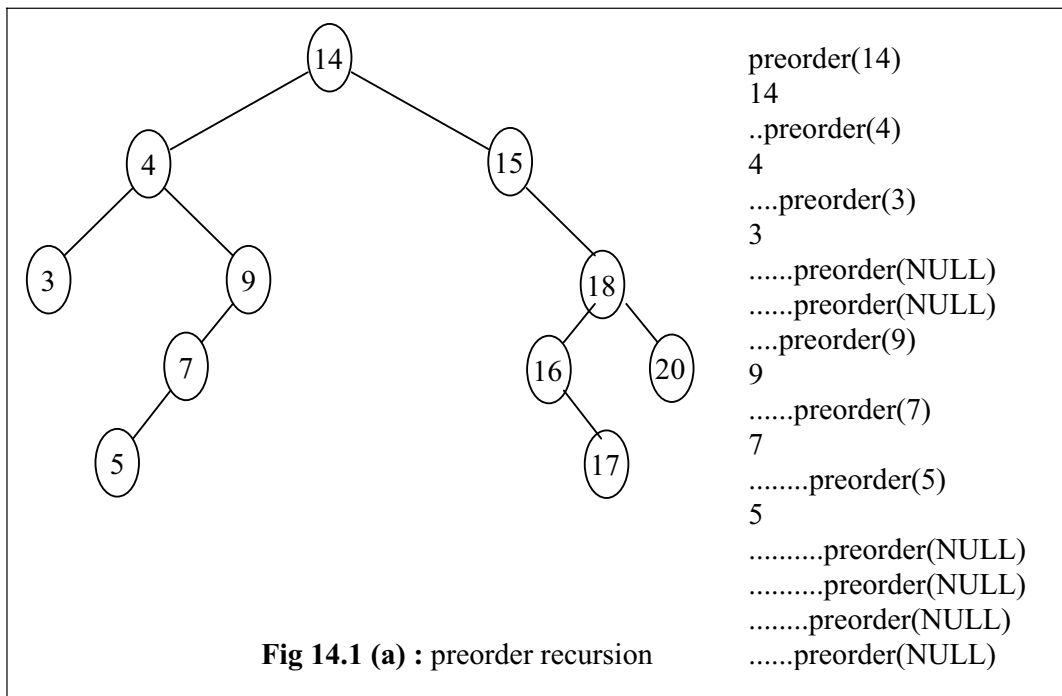 14
4
15
3
9
18
7
16
20
5
17
preorder(14)
14
..preorder(4)
4
....preorder(3)
3
......preorder(NULL)
......preorder(NULL)
....preorder(9)
9
......preorder(7)
7
........preorder(5)
5
..........preorder(NULL)
..........preorder(NULL)
........preorder(NULL)
......preorder(NULL)
Fig 14.1 (a) : preorder recursion